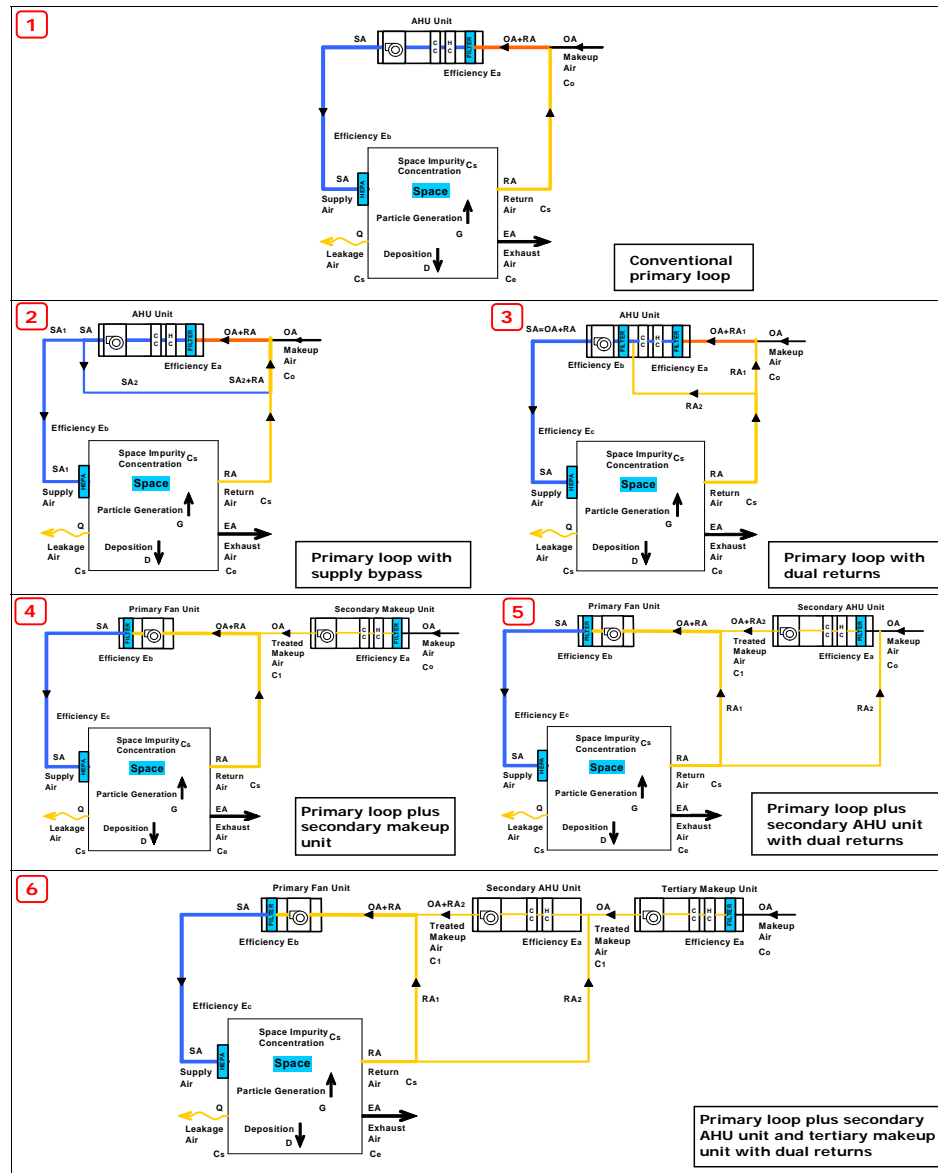 1
AHU Unit
SA
OA+RA
OA
C C
H C
FILTER
Makeup
Air
Co
Efficiency Ea
Efficiency Eb
Space Impurity Cs
Concentration
SA
HEPA
Space
RA
Supply
Air
Return
Air
Cs
Particle Generation
G
Q
EA
Leakage
Air
Cs
Deposition
D
Exhaust
Air
Ce
Conventional
primary loop
2
AHU Unit
SA1
SA
OA+RA
OA
C C
H C
FILTER
Makeup
Air
Co
Efficiency Ea
SA2
SA2+RA
Efficiency Eb
Space Impurity Cs
Concentration
SA1
HEPA
Space
RA
Supply
Air
Return
Air
Cs
Particle Generation
G
Q
EA
Leakage
Air
Cs
Deposition
D
Exhaust
Air
Ce
Primary loop with
supply bypass
3
AHU Unit
SA=OA+RA
OA+RA1
OA
FILTER
C C
H C
FILTER
Makeup
Air
Co
Efficiency Eb
Efficiency Ea
RA1
RA2
Efficiency Ec
Space Impurity Cs
Concentration
SA
HEPA
Space
RA
Supply
Air
Return
Air
Cs
Particle Generation
G
Q
EA
Leakage
Air
Cs
Deposition
D
Exhaust
Air
Ce
Primary loop with
dual returns
4
Primary Fan Unit
Secondary Makeup Unit
SA
FILTER
OA+RA
OA
C C
H C
FILTER
OA
Treated
Makeup
Air
C1
Makeup
Air
Co
Efficiency Eb
Efficiency Ea
Efficiency Ec
Space Impurity Cs
Concentration
SA
HEPA
Space
RA
Supply
Air
Return
Air
Cs
Particle Generation
G
Q
EA
Leakage
Air
Cs
Deposition
D
Exhaust
Air
Ce
Primary loop plus
secondary makeup
unit
5
Primary Fan Unit
Secondary AHU Unit
SA
FILTER
OA+RA
OA+RA2
C C
H C
FILTER
OA
Treated
Makeup
Air
C1
Makeup
Air
Co
Efficiency Eb
Efficiency Ea
RA1
RA2
Efficiency Ec
Space Impurity Cs
Concentration
SA
HEPA
Space
RA
Supply
Air
Return
Air
Cs
Particle Generation
G
Q
EA
Leakage
Air
Cs
Deposition
D
Exhaust
Air
Ce
Primary loop plus
secondary AHU unit
with dual returns
6
Primary Fan Unit
Secondary AHU Unit
Tertiary Makeup Unit
SA
FILTER
OA+RA
OA+RA2
C C
H C
OA
C C
H C
FILTER
OA
Treated
Makeup
Air
C1
Treated
Makeup
Air
C1
Makeup
Air
Co
Efficiency Eb
Efficiency Ea
Efficiency Ea
RA1
RA2
Efficiency Ec
Space Impurity Cs
Concentration
SA
HEPA
Space
RA
Supply
Air
Return
Air
Cs
Particle Generation
G
Q
EA
Leakage
Air
Cs
Deposition
D
Exhaust
Air
Ce
Primary loop plus secondary
AHU unit and tertiary makeup
unit with dual returns